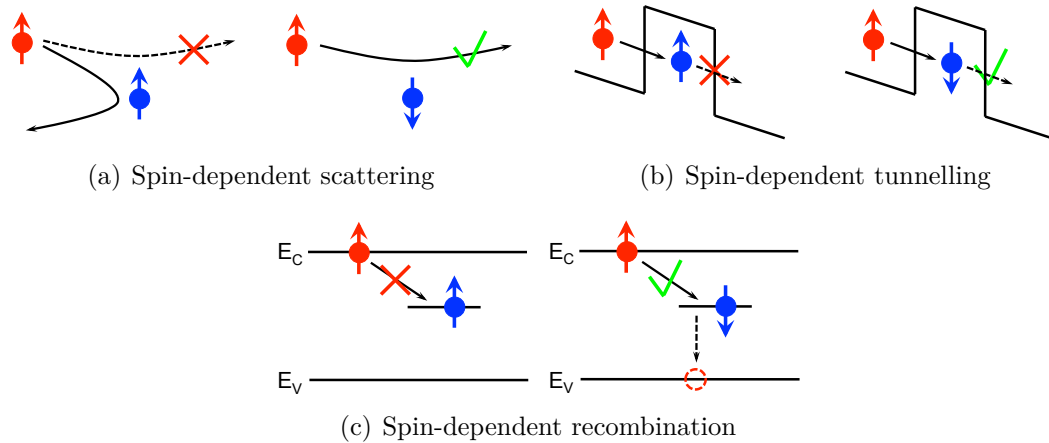 (a) Spin-dependent scattering
(b) Spin-dependent tunnelling
E_C
E_C
E_V
E_V
(c) Spin-dependent recombination